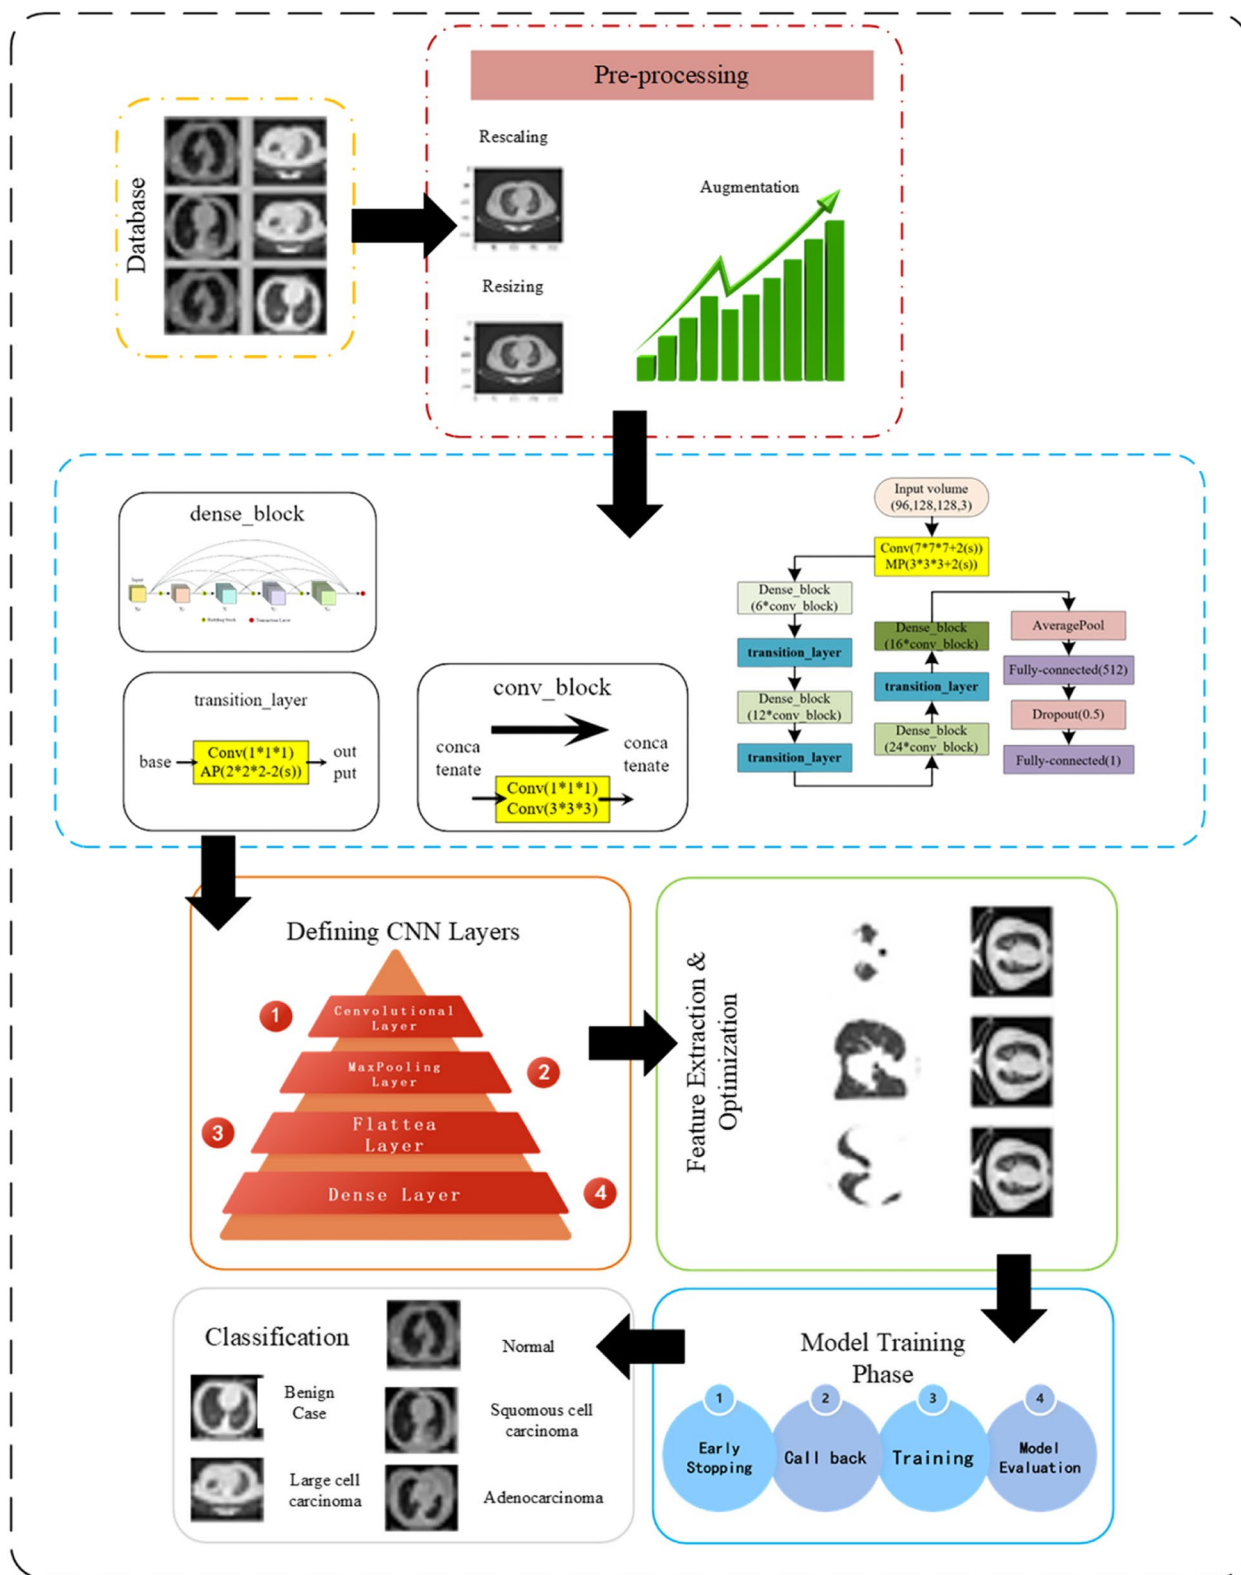 Pre-processing
Database
Rescaling
Resizing
Augmentation
dense_block
Building block
Transaction Layer
transition_layer
base
Conv(1*1*1)
AP(2*2*2-2(s))
out
put
conv_block
conca
tenate
Conv(1*1*1)
Conv(3*3*3)
conca
tenate
Input volume
(96,128,128,3)
Conv(7*7*7+2(s))
MP(3*3*3+2(s))
Dense_block
(6*conv_block)
transition_layer
Dense_block
(12*conv_block)
transition_layer
Dense_block
(24*conv_block)
transition_layer
Dense_block
(16*conv_block)
AveragePool
Fully-connected(512)
Dropout(0.5)
Fully-connected(1)
Defining CNN Layers
1
Cenvolutional
Layer
MaxPooling
Layer
2
3
Flattea
Layer
Dense Layer
4
Feature Extraction &
Optimization
Model Training
Phase
1
Early
Stopping
2
Call back
3
Training
4
Model
Evaluation
Classification
Normal
Benign
Case
Squomous cell
carcinoma
Large cell
carcinoma
Adenocarcinoma